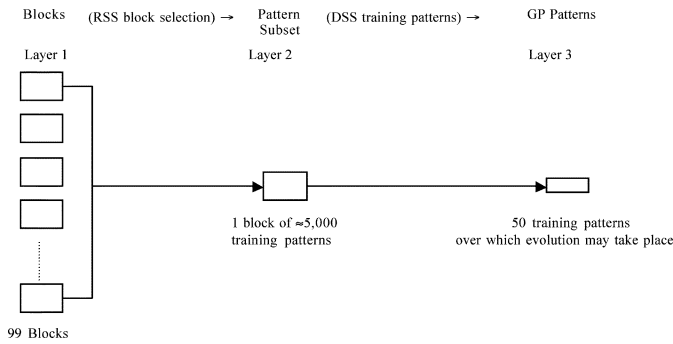 Blocks (RSS block selection) → Pattern Subset (DSS training patterns) → GP Patterns
Layer 1 Layer 2 Layer 3
1 block of ≈5,000
training patterns
50 training patterns
over which evolution may take place
99 Blocks